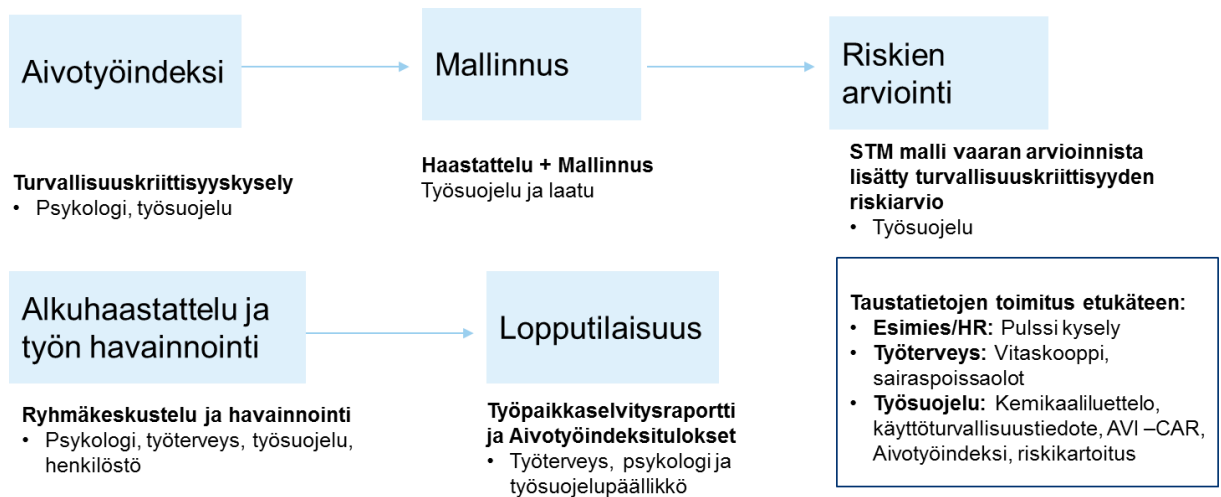 Aivotyöindeksi
Mallinnus
Riskien
arviointi
Turvallisuuskriittisyyskysely
• Psykologi, työsuojelu
Haastattelu + Mallinnus
Työsuojelu ja laatu
STM malli vaaran arvioinnista
lisätty turvallisuuskriittisyyden
riskiarvio
• Työsuojelu
Alkuhaastattelu ja
työn havainnointi
Lopputilaisuus
Ryhmäkeskustelu ja havainnointi
• Psykologi, työterveys, työsuojelu,
henkilöstö
Työpaikkaselvitysraportti
ja Aivotyöindeksitulokset
• Työterveys, psykologi ja
työsuojelupäällikkö
Taustatietojen toimitus etukäteen:
• Esimies/HR: Pulssi kysely
• Työterveys: Vitaskooppi,
sairaspoissaolot
• Työsuojelu: Kemikaaliluettelo,
käyttöturvallisuustiedote, AVI –CAR,
Aivotyöindeksi, riskikartoitus